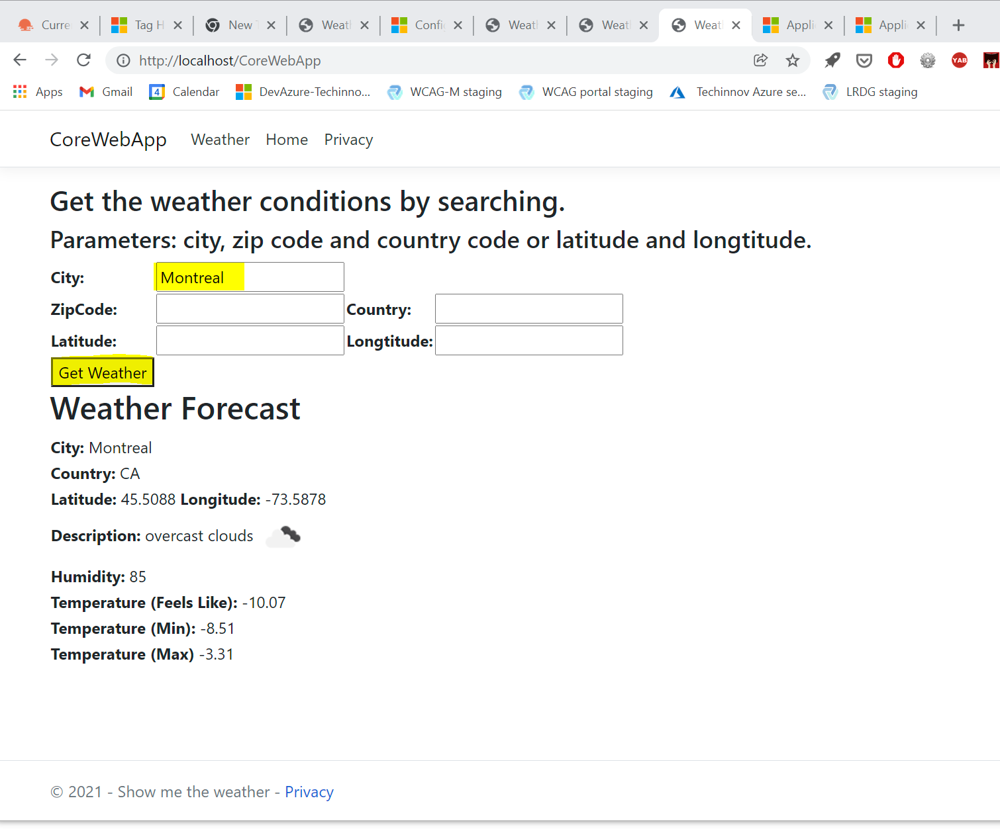 Curre Tag H New T Weat Confi Weat Weat Weat Appli Appli
http://localhost/CoreWebApp YAB
Apps Gmail 4 Calendar DevAzure-Techinno... WCAG-M staging WCAG portal staging Techinnov Azure se... LRDG staging
CoreWebApp Weather Home Privacy
Get the weather conditions by searching.
Parameters: city, zip code and country code or latitude and longtitude.
City: Montreal
ZipCode: Country:
Latitude: Longtitude:
Get Weather
Weather Forecast
City: Montreal
Country: CA
Latitude: 45.5088 Longitude: -73.5878
Description: overcast clouds
Humidity: 85
Temperature (Feels Like): -10.07
Temperature (Min): -8.51
Temperature (Max) -3.31
© 2021 - Show me the weather - Privacy